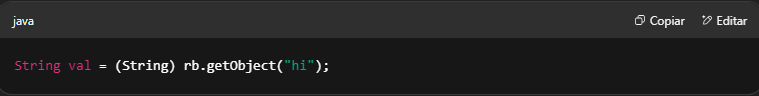 java
Copiar
Editar
String val = (String) rb.getObject("hi");